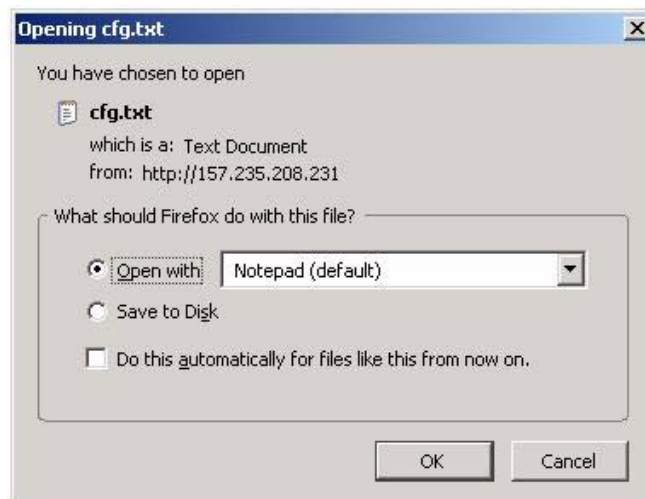 Opening cfg.txt
You have chosen to open
cfg.txt
which is a: Text Document
from: http://157.235.208.231
What should Firefox do with this file?
Open with Notepad (default)
Save to Disk
Do this automatically for files like this from now on.
OK Cancel